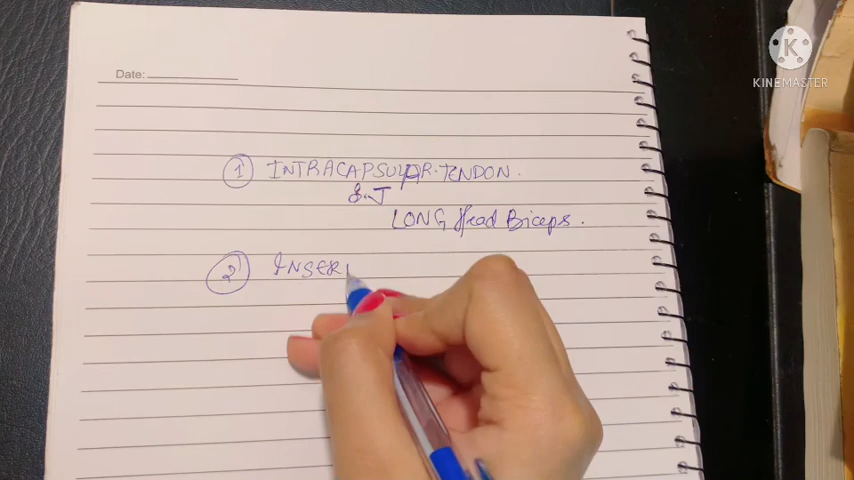 Date:
① INTRACAPSULAR TENDON.
S.J
LONG Head Biceps.
② INSER
K
KINEMASTER